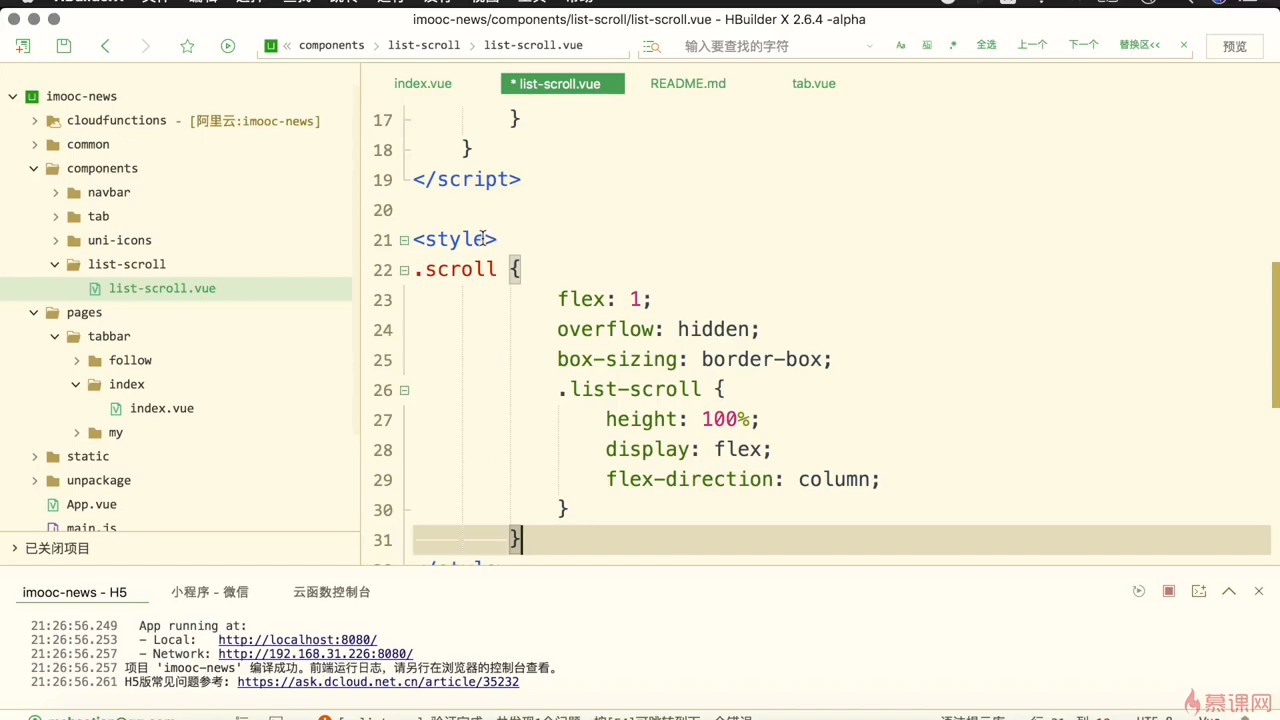 imooc-news/components/list-scroll/list-scroll.vue - HBuilder X 2.6.4 -alpha
components
list-scroll
list-scroll.vue
输入要查找的字符
全选 上一个 下一个 替换区<<
预览
imooc-news
cloudfunctions - [阿里云:imooc-news]
common
components
navbar
tab
uni-icons
list-scroll
list-scroll.vue
pages
tabbar
follow
index
index.vue
my
static
unpackage
App.vue
main.js
已关闭项目
index.vue
* list-scroll.vue
README.md
tab.vue
17 }
18 }
19 </script>
20
21 <style>
22 .scroll {
23 flex: 1;
24 overflow: hidden;
25 box-sizing: border-box;
26 .list-scroll {
27 height: 100%;
28 display: flex;
29 flex-direction: column;
30 }
31 }
imooc-news - H5
小程序 - 微信
云函数控制台
21:26:56.249 App running at:
21:26:56.253 - Local: http://localhost:8080/
21:26:56.257 - Network: http://192.168.31.226:8080/
21:26:56.257 项目 'imooc-news' 编译成功。前端运行日志，请另行在浏览器的控制台查看。
21:26:56.261 H5版常见问题参考: https://ask.dcloud.net.cn/article/35232
慕课网